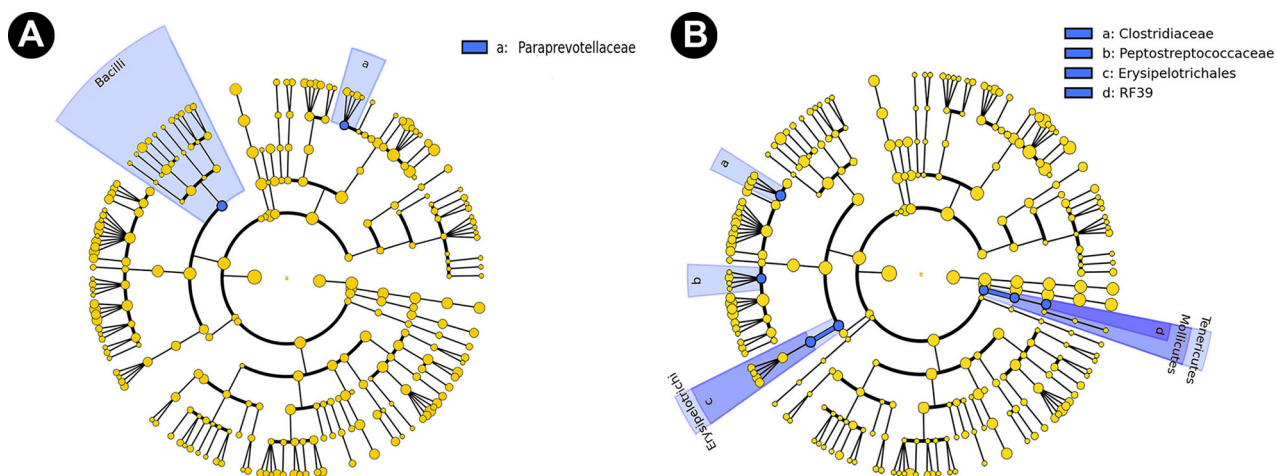 A
a: Paraprevotellaceae
Bacilli
a
B
a: Clostridiaceae
b: Peptostreptococcaceae
c: Erysipelotrichales
d: RF39
a
b
c
Erysipelotrichi
d
Mollicutes
Tenericutes